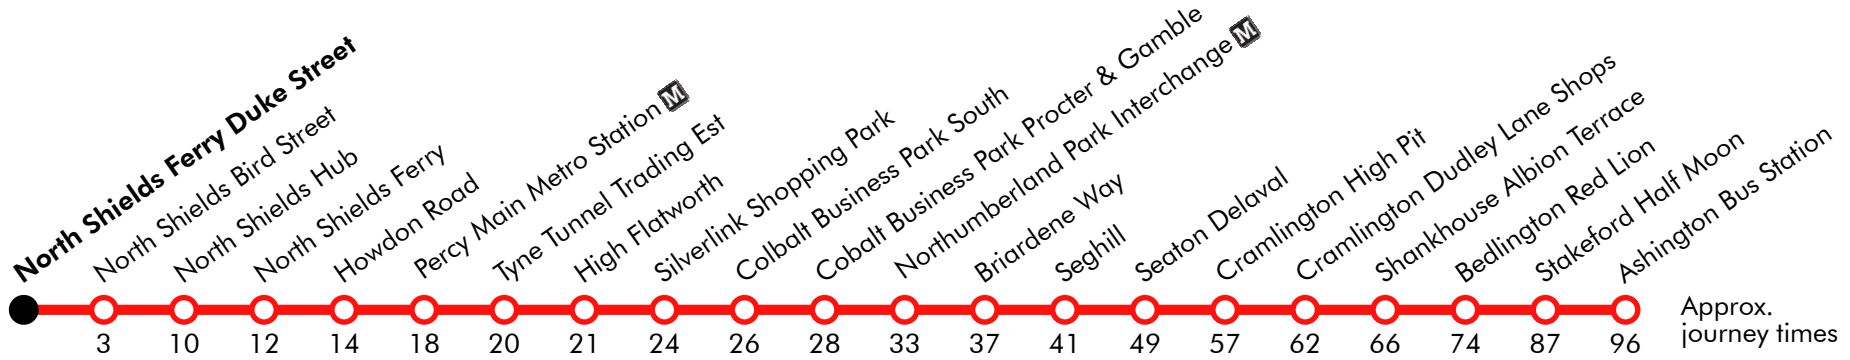 North Shields Ferry Duke Street
North Shields Bird Street
North Shields Hub
North Shields Ferry
Howdon Road
Percy Main Metro Station M
Tyne Tunnel Trading Est
High Flatworth
Silverlink Shopping Park
Colbalt Business Park South
Cobalt Business Park Procter & Gamble
Northumberland Park Interchange M
Briardene Way
Seghill
Seaton Delaval
Cramlington High Pit
Cramlington Dudley Lane Shops
Shankhouse Albion Terrace
Bedlington Red Lion
Stakeford Half Moon
Ashington Bus Station
3 10 12 14 18 20 21 24 26 28 33 37 41 49 57 62 66 74 87 96
Approx.
journey times